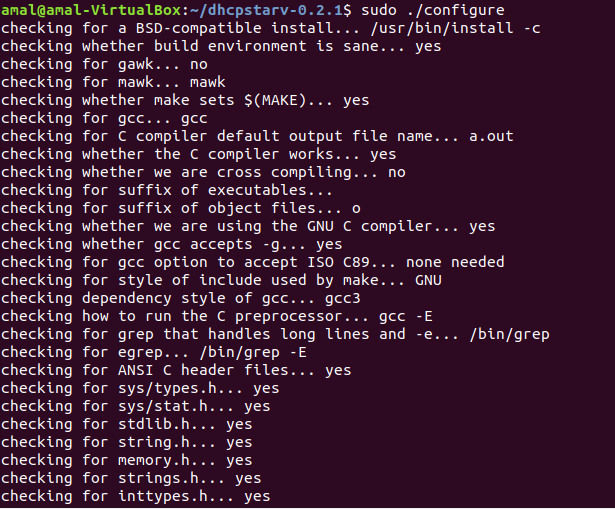 amal@amal-VirtualBox:~/dhcpstarv-0.2.1$ sudo ./configure
checking for a BSD-compatible install... /usr/bin/install -c
checking whether build environment is sane... yes
checking for gawk... no
checking for mawk... mawk
checking whether make sets $(MAKE)... yes
checking for gcc... gcc
checking for C compiler default output file name... a.out
checking whether the C compiler works... yes
checking whether we are cross compiling... no
checking for suffix of executables...
checking for suffix of object files... o
checking whether we are using the GNU C compiler... yes
checking whether gcc accepts -g... yes
checking for gcc option to accept ISO C89... none needed
checking for style of include used by make... GNU
checking dependency style of gcc... gcc3
checking how to run the C preprocessor... gcc -E
checking for grep that handles long lines and -e... /bin/grep
checking for egrep... /bin/grep -E
checking for ANSI C header files... yes
checking for sys/types.h... yes
checking for sys/stat.h... yes
checking for stdlib.h... yes
checking for string.h... yes
checking for memory.h... yes
checking for strings.h... yes
checking for inttypes.h... yes